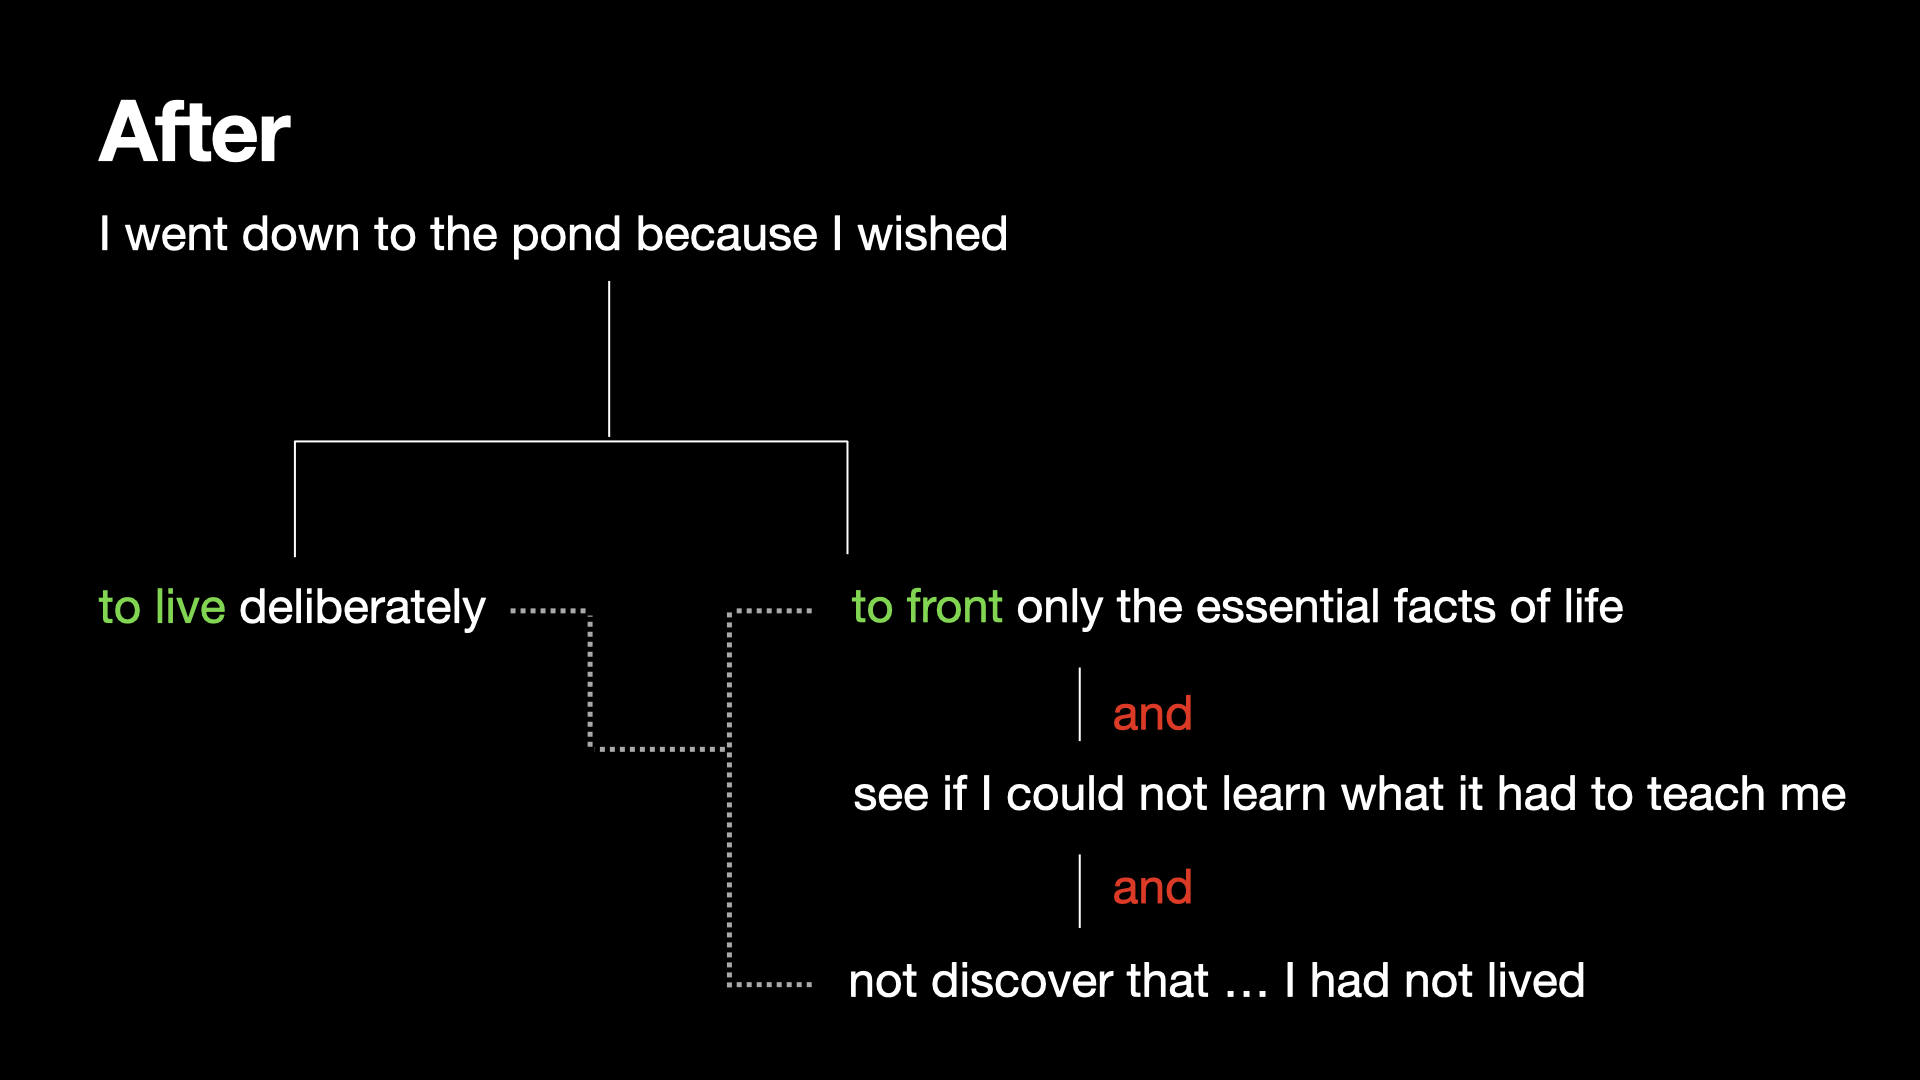 After
I went down to the pond because I wished
to live deliberately
to front only the essential facts of life
and
see if I could not learn what it had to teach me
and
not discover that … I had not lived